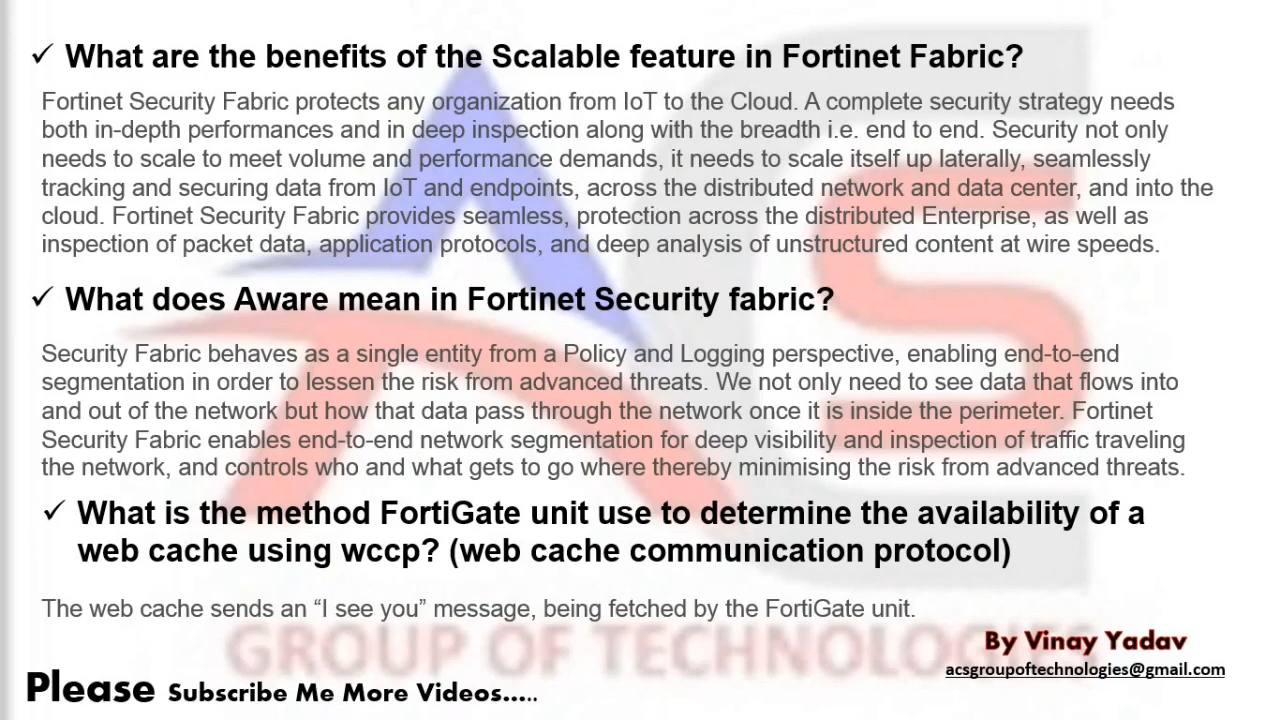 ✓ What are the benefits of the Scalable feature in Fortinet Fabric?
Fortinet Security Fabric protects any organization from IoT to the Cloud. A complete security strategy needs
both in-depth performances and in deep inspection along with the breadth i.e. end to end. Security not only
needs to scale to meet volume and performance demands, it needs to scale itself up laterally, seamlessly
tracking and securing data from IoT and endpoints, across the distributed network and data center, and into the
cloud. Fortinet Security Fabric provides seamless, protection across the distributed Enterprise, as well as
inspection of packet data, application protocols, and deep analysis of unstructured content at wire speeds.
✓ What does Aware mean in Fortinet Security fabric?
Security Fabric behaves as a single entity from a Policy and Logging perspective, enabling end-to-end
segmentation in order to lessen the risk from advanced threats. We not only need to see data that flows into
and out of the network but how that data pass through the network once it is inside the perimeter. Fortinet
Security Fabric enables end-to-end network segmentation for deep visibility and inspection of traffic traveling
the network, and controls who and what gets to go where thereby minimising the risk from advanced threats.
✓ What is the method FortiGate unit use to determine the availability of a
web cache using wccp? (web cache communication protocol)
The web cache sends an “I see you” message, being fetched by the FortiGate unit.
ACS
GROUP OF TECHNOLOGIES
By Vinay Yadav
acsgroupoftechnologies@gmail.com
Please Subscribe Me More Videos.....